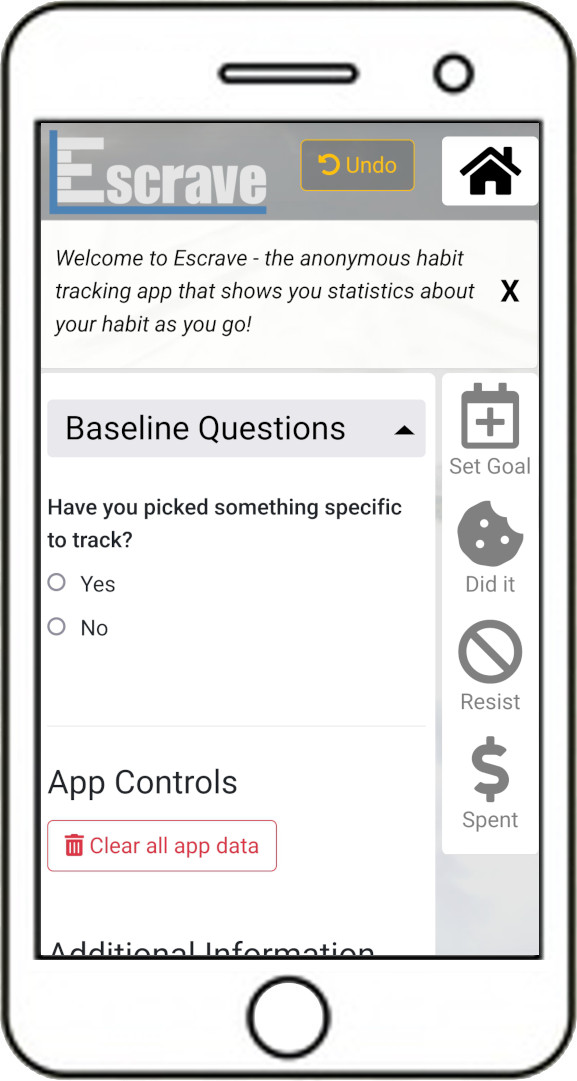 Escrave
Undo
Welcome to Escrave - the anonymous habit
tracking app that shows you statistics about
your habit as you go!
X
Baseline Questions
Have you picked something specific
to track?
Yes
No
App Controls
Clear all app data
Additional Information
Set Goal
Did it
Resist
$
Spent